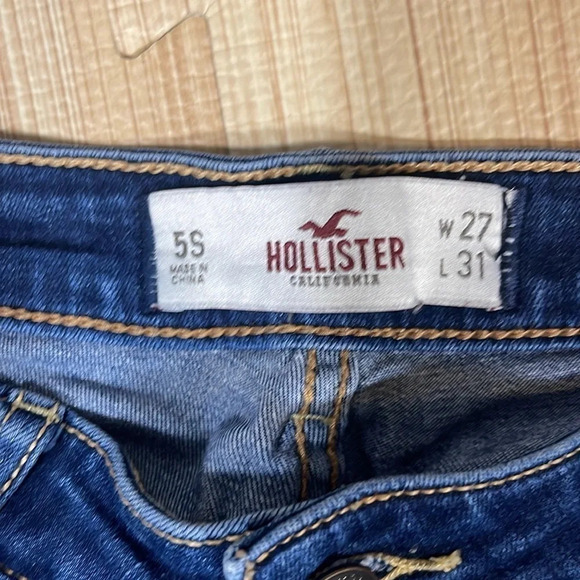 5S
MADE IN
CHINA
HOLLISTER
CALIFORNIA
W 27
L 31